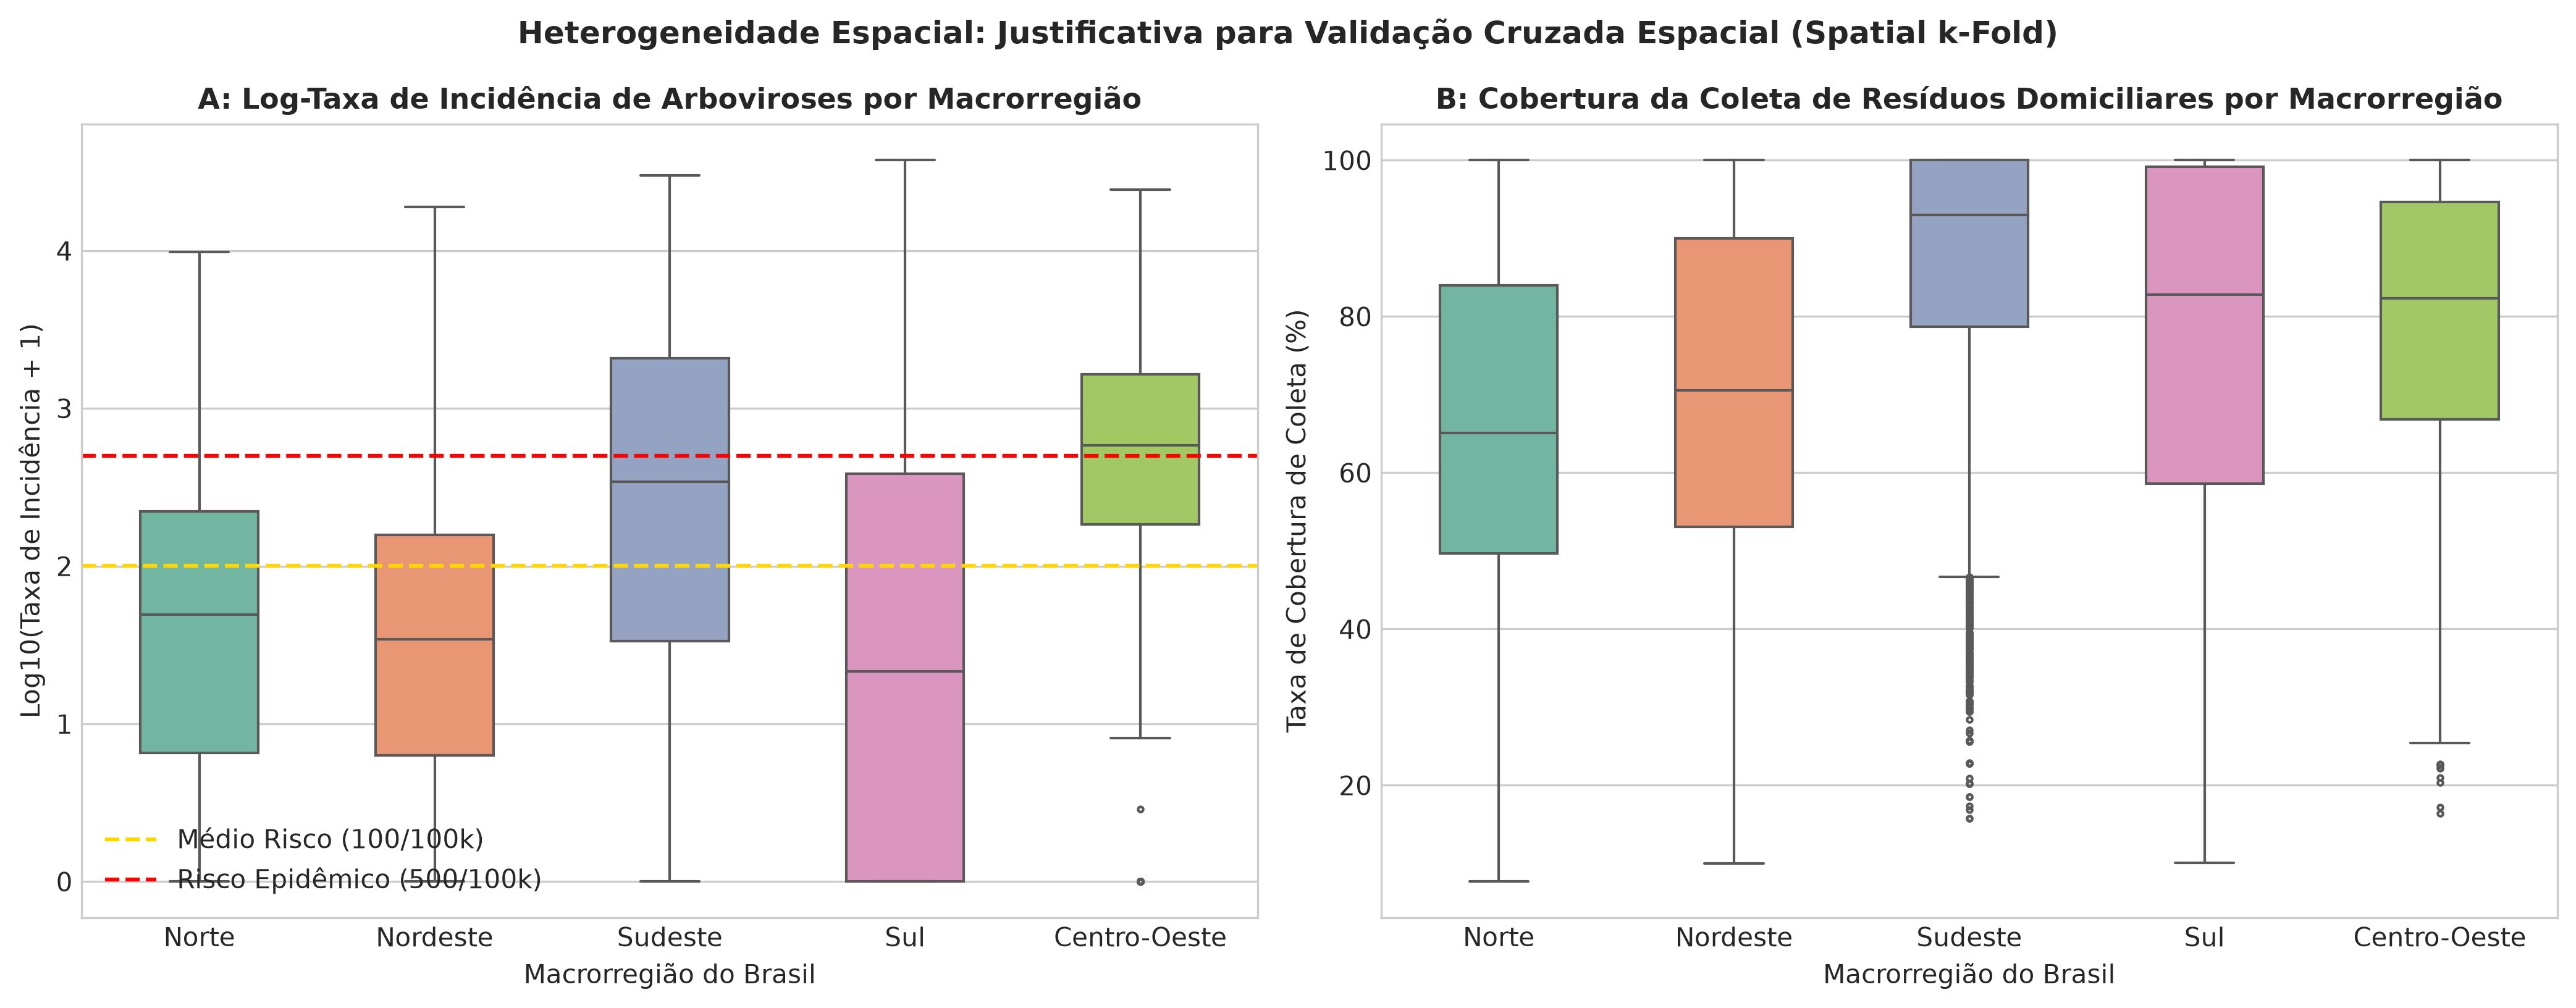 Heterogeneidade Espacial: Justificativa para Validação Cruzada Espacial (Spatial k-Fold)
A: Log-Taxa de Incidência de Arboviroses por Macrorregião
Log10(Taxa de Incidência + 1)
4
3
2
1
0
Médio Risco (100/100k)
Risco Epidêmico (500/100k)
Norte
Nordeste
Sudeste
Sul
Centro-Oeste
Macrorregião do Brasil
B: Cobertura da Coleta de Resíduos Domiciliares por Macrorregião
Taxa de Cobertura de Coleta (%)
100
80
60
40
20
Norte
Nordeste
Sudeste
Sul
Centro-Oeste
Macrorregião do Brasil